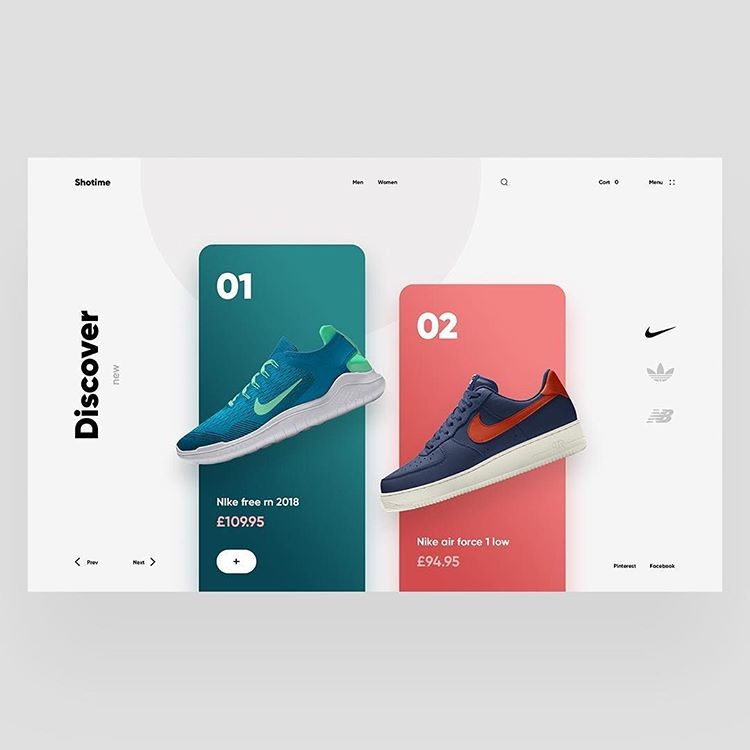 Shotime
Men
Women
Cart 0
Menu
01
02
Discover
new
Nike free rn 2018
£109.95
+
Nike air force 1 low
£94.95
Prev
Next
Pinterest
Facebook